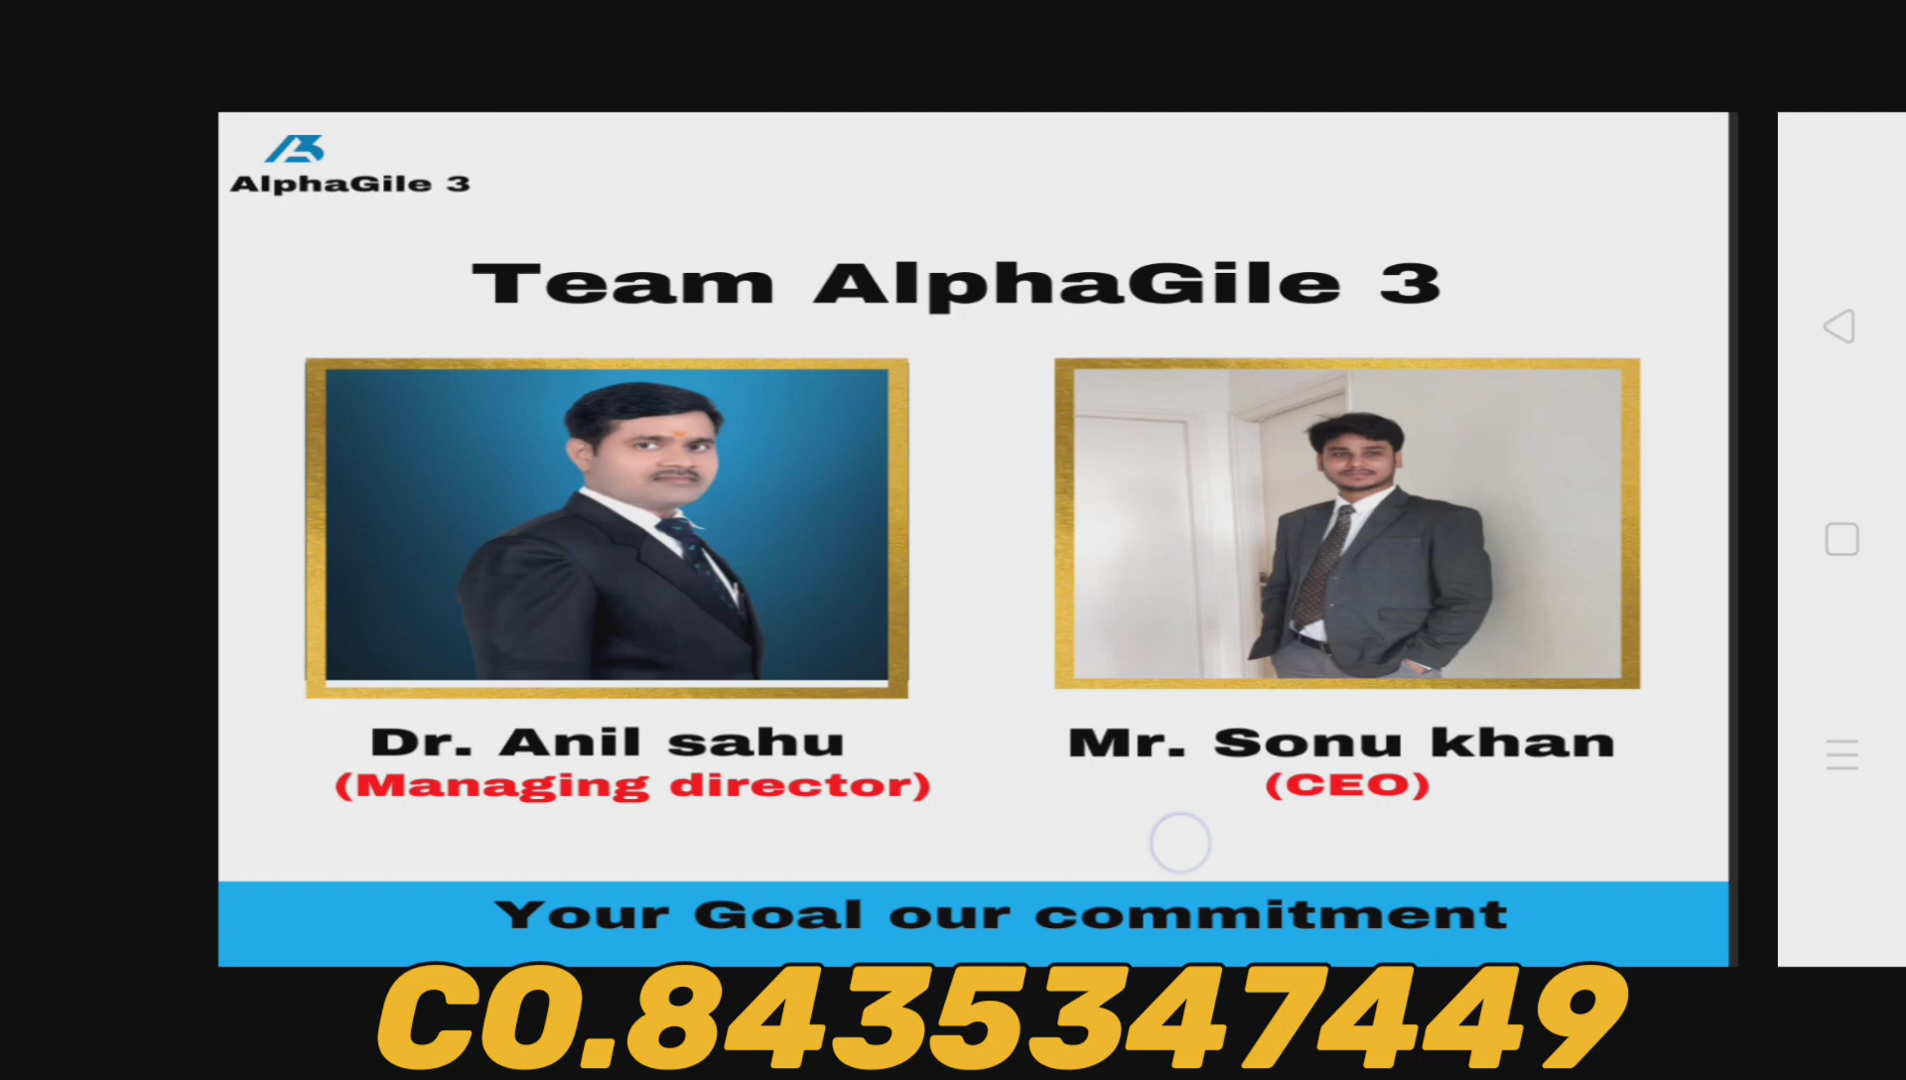 AlphaGile 3
Team AlphaGile 3
Dr. Anil sahu
(Managing director)
Mr. Sonu khan
(CEO)
Your Goal our commitment
CO.8435347449